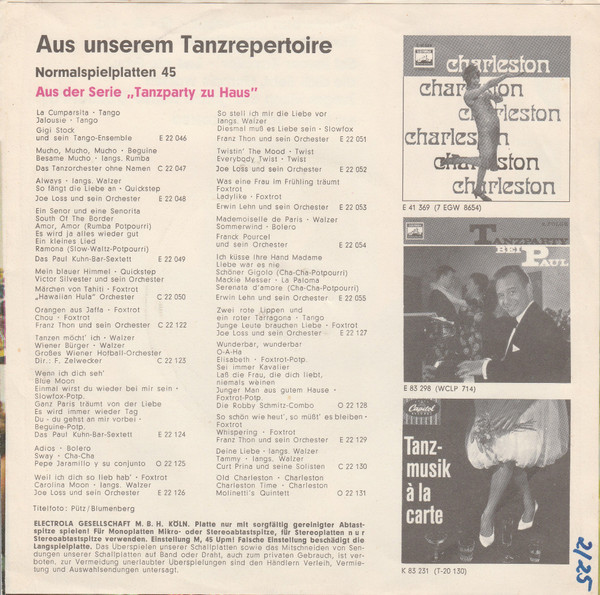 Aus unserem Tanzrepertoire
Normalspielplatten 45
Aus der Serie „Tanzparty zu Haus"
La Cumparsita · Tango
Jalousie · Tango
Gigi Stock
und sein Tango-Ensemble E 22 046
Mucho, Mucho, Mucho · Beguine
Besame Mucho · langs. Rumba
Das Tanzorchester ohne Namen C 22 047
Always · langs. Walzer
So fängt die Liebe an · Quickstep
Joe Loss und sein Orchester E 22 048
Ein Senor und eine Senorita
South Of The Border
Amor, Amor (Rumba Potpourri)
Es wird ja alles wieder gut
Ein kleines Lied
Ramona (Slow-Waltz-Potpourri)
Das Paul Kuhn-Bar-Sextett E 22 049
Mein blauer Himmel · Quickstep
Victor Silvester und sein Orchester
Märchen von Tahiti · Foxtrot
„Hawaiian Hula" Orchester C 22 050
Orangen aus Jaffa · Foxtrot
Chou · Foxtrot
Franz Thon und sein Orchester C 22 122
Tanzen möcht' ich · Walzer
Wiener Bürger · Walzer
Großes Wiener Hofball-Orchester
Dir.: F. Zelwecker C 22 123
Wenn ich dich seh'
Blue Moon
Einmal wirst du wieder bei mir sein ·
Slowfox-Potp.
Ganz Paris träumt von der Liebe
Es wird immer wieder Tag
Du - du gehst an mir vorbei ·
Beguine-Potp.
Das Paul Kuhn-Bar-Sextett E 22 124
Adios · Bolero
Sway · Cha-Cha
Pepe Jaramillo y su conjunto O 22 125
Weil ich dich so lieb hab' · Foxtrot
Carolina Moon · langs. Walzer
Joe Loss und sein Orchester E 22 126
Titelfoto: Pütz/Blumenberg
So stell ich mir die Liebe vor
langs. Walzer
Diesmal muß es Liebe sein · Slowfox
Franz Thon und sein Orchester E 22 051
Twistin' The Mood · Twist
Everybody Twist · Twist
Joe Loss und sein Orchester E 22 052
Was eine Frau im Frühling träumt
Foxtrot
Ladylike · Foxtrot
Erwin Lehn und sein Orchester E 22 053
Mademoiselle de Paris · Walzer
Sommerwind · Bolero
Franck Pourcel
und sein Orchester E 22 054
Ich küsse Ihre Hand Madame
Liebe war es nie
Schöner Gigolo (Cha-Cha-Potpourri)
Mackie Messer · La Paloma
Serenata d'amore (Cha-Cha-Potpourri)
Erwin Lehn und sein Orchester E 22 055
Zwei rote Lippen und
ein roter Tarragona · Tango
Junge Leute brauchen Liebe · Foxtrot
Joe Loss und sein Orchester E 22 127
Wunderbar, wunderbar
O-A-Ha
Elisabeth · Foxtrot-Potp.
Sei immer Kavalier
Laß die Frau, die dich liebt,
niemals weinen
Junger Man aus gutem Hause ·
Foxtrot-Potp.
Die Robby Schmitz-Combo O 22 128
So schön wie heut', so müßt' es bleiben ·
Foxtrot
Whispering · Foxtrot
Franz Thon und sein Orchester E 22 129
Deine Liebe · langs. Walzer
Tammy · langs. Walzer
Curt Prina und seine Solisten C 22 130
Old Charleston · Charleston
Charleston Time · Charleston
Molinetti's Quintett O 22 131
ELECTROLA GESELLSCHAFT M. B. H. KÖLN. Platte nur mit sorgfältig gereinigter Abtast-
spitze spielen! Für Monoplatten Mikro- oder Stereoabtastspitze, für Stereoplatten nur
Stereoabtastspitze verwenden. Einstellung M, 45 Upm! Falsche Einstellung beschädigt die
Langspielplatte. Das Überspielen unserer Schallplatten sowie das Mitschneiden von Sen-
dungen unserer Schallplatten auf Band oder Draht, auch zum privaten Gebrauch, ist ver-
boten, zur Vermeidung unerlaubter Überspielungen sind den Händlern Verleih, Vermie-
tung und Auswahlsendungen untersagt.
charleston
charleston
charleston
charleston
charleston
charleston
E 41 369 (7 EGW 8654)
TANZPARTY
BEI
PAUL
E 83 298 (WCLP 714)
Capitol
Tanz-
musik
à la
carte
K 83 231 (T-20 130)
2/25